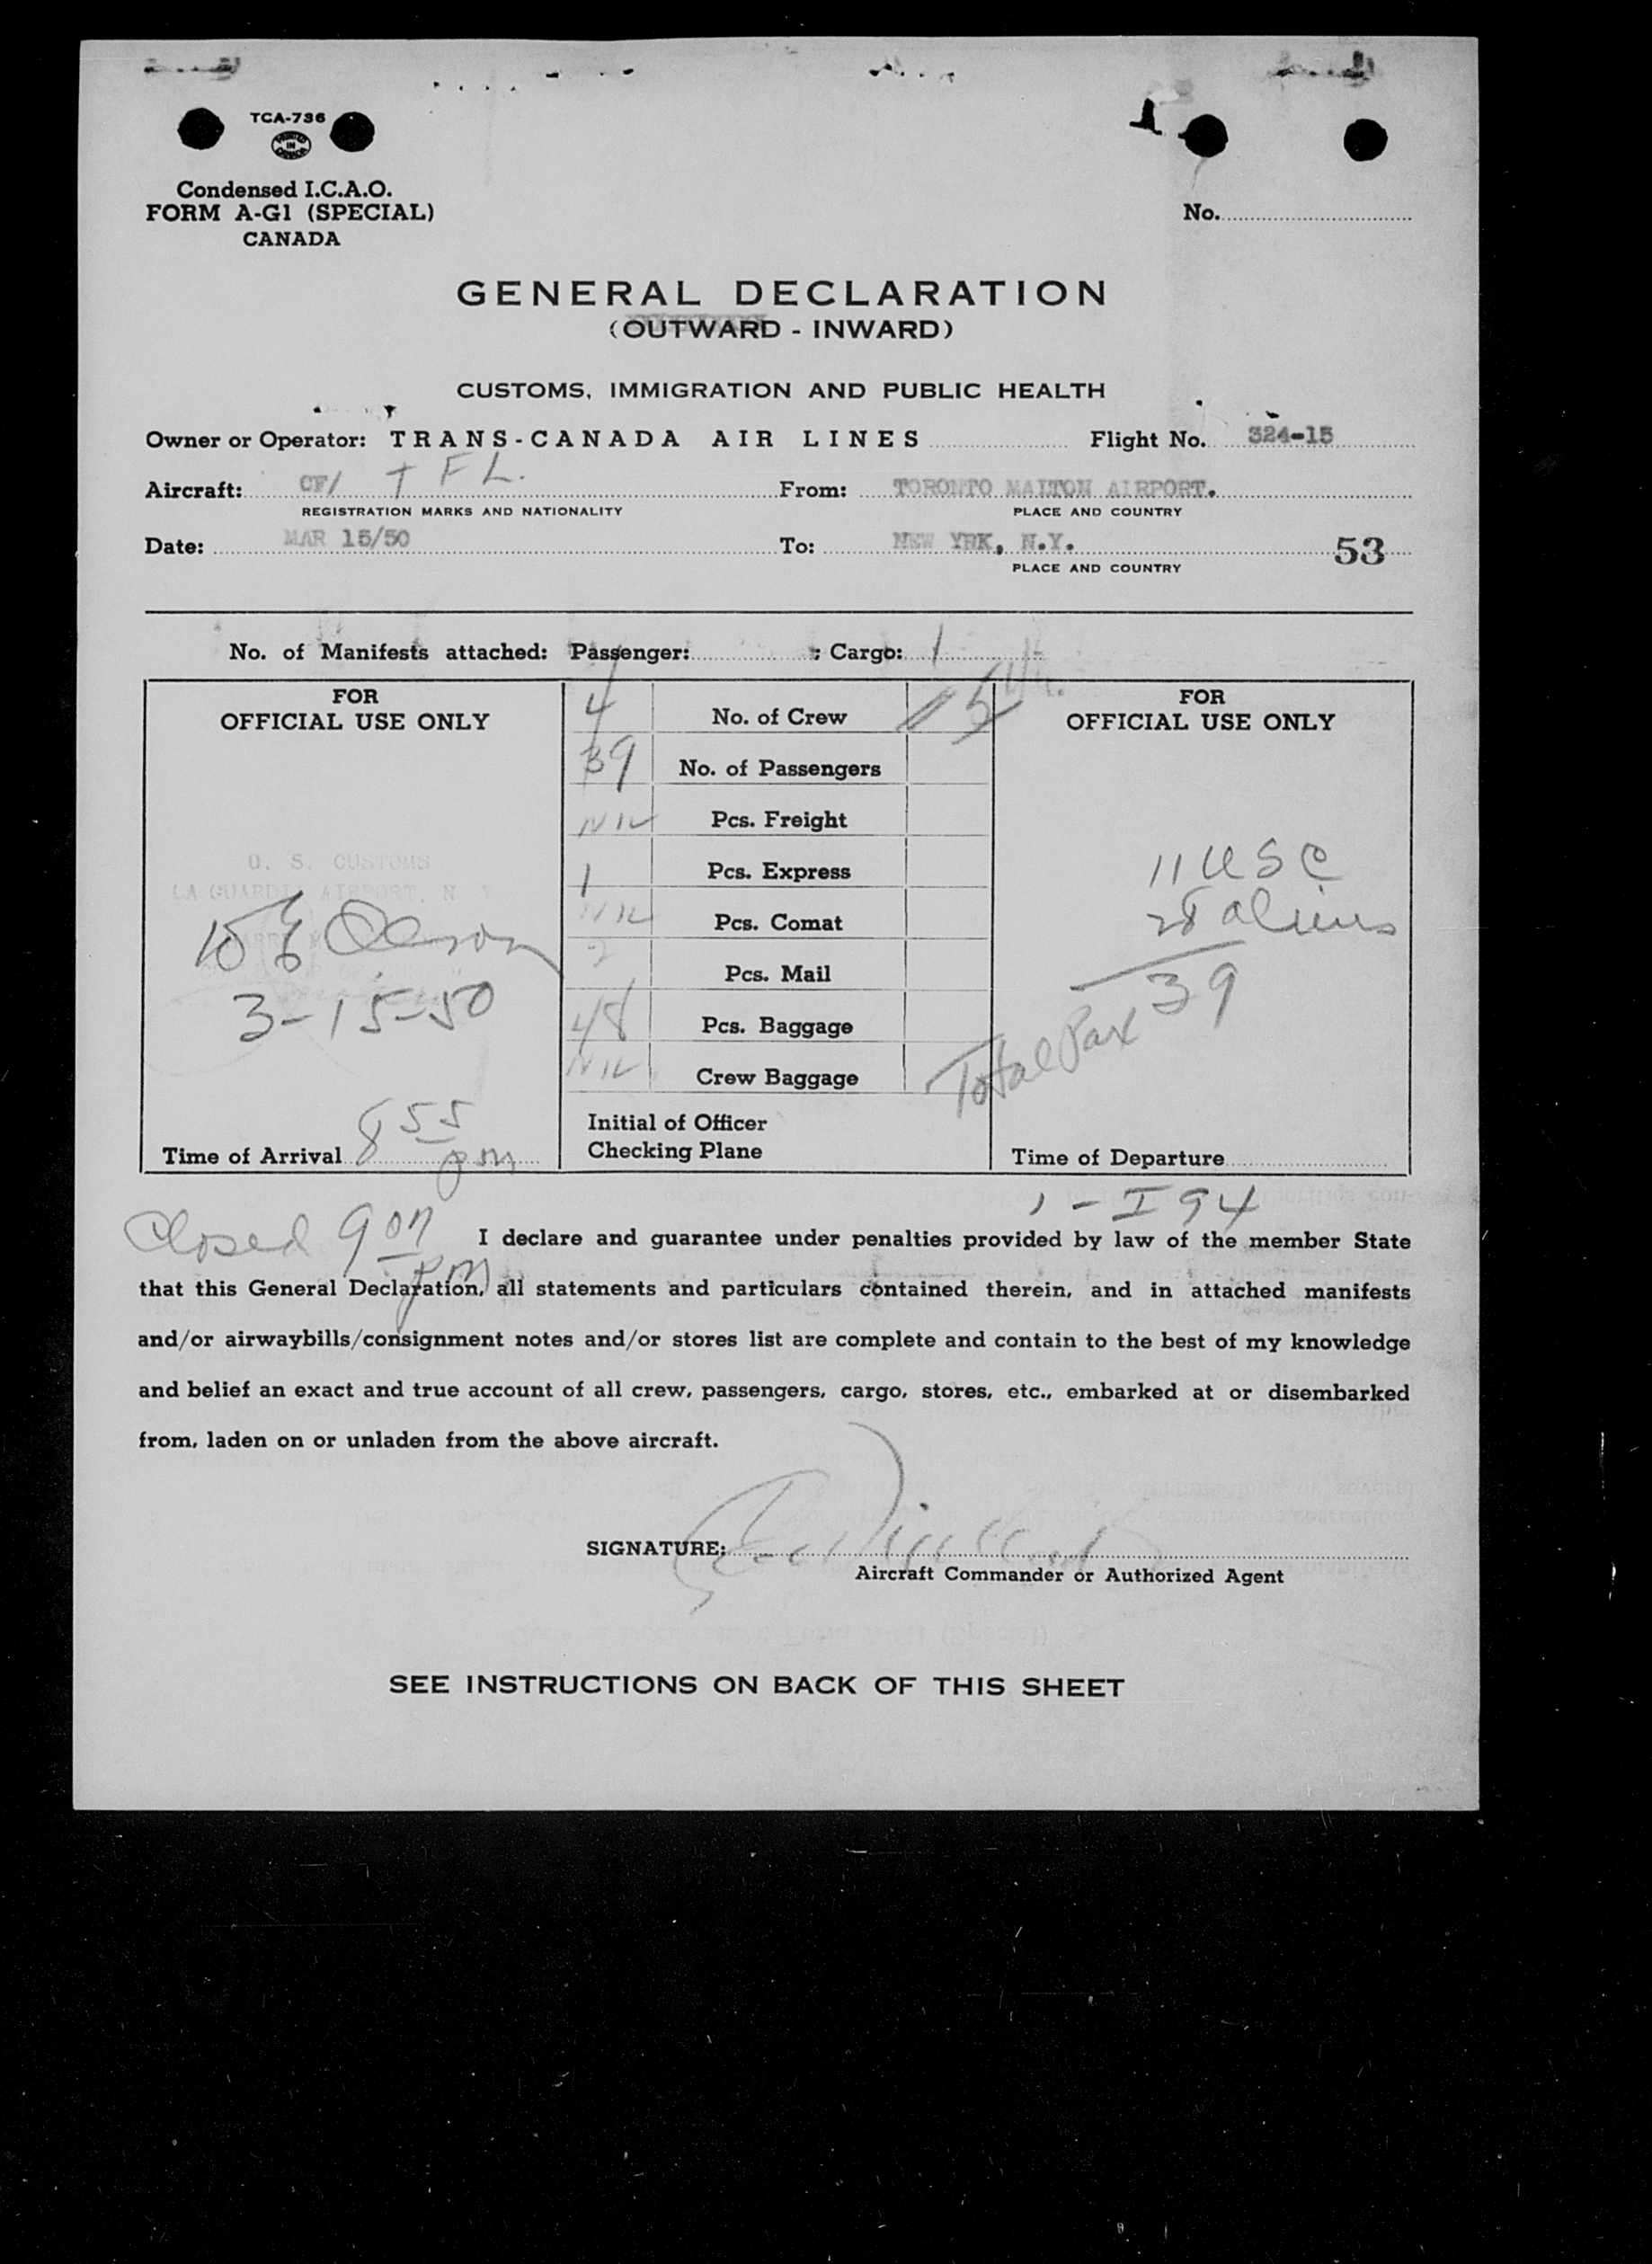 TCA-736
PRINTED IN CANADA
Condensed I.C.A.O.
FORM A-G1 (SPECIAL)
CANADA
No.
GENERAL DECLARATION
(OUTWARD - INWARD)
CUSTOMS, IMMIGRATION AND PUBLIC HEALTH
Owner or Operator: TRANS-CANADA AIR LINES Flight No. 324-15
Aircraft: CF/ TFL. From: TORONTO MALTON AIRPORT.
REGISTRATION MARKS AND NATIONALITY PLACE AND COUNTRY
Date: MAR 15/50 To: NEW YRK, N.Y. 53
PLACE AND COUNTRY
No. of Manifests attached: Passenger: ; Cargo: 1
FOR
OFFICIAL USE ONLY
U. S. CUSTOMS
LA GUARDIA AIRPORT, N. Y.
Olson
3-15-50
Time of Arrival 8 55 pm
4 No. of Crew
39 No. of Passengers
NIL Pcs. Freight
1 Pcs. Express
NIL Pcs. Comat
2 Pcs. Mail
48 Pcs. Baggage
NIL Crew Baggage
Initial of Officer
Checking Plane
15
FOR
OFFICIAL USE ONLY
11 USC
28 aliens
39
Total Pax
Time of Departure
1 - I 94
Closed 9 07 pm
I declare and guarantee under penalties provided by law of the member State
that this General Declaration, all statements and particulars contained therein, and in attached manifests
and/or airwaybills/consignment notes and/or stores list are complete and contain to the best of my knowledge
and belief an exact and true account of all crew, passengers, cargo, stores, etc., embarked at or disembarked
from, laden on or unladen from the above aircraft.
SIGNATURE:
Aircraft Commander or Authorized Agent
SEE INSTRUCTIONS ON BACK OF THIS SHEET